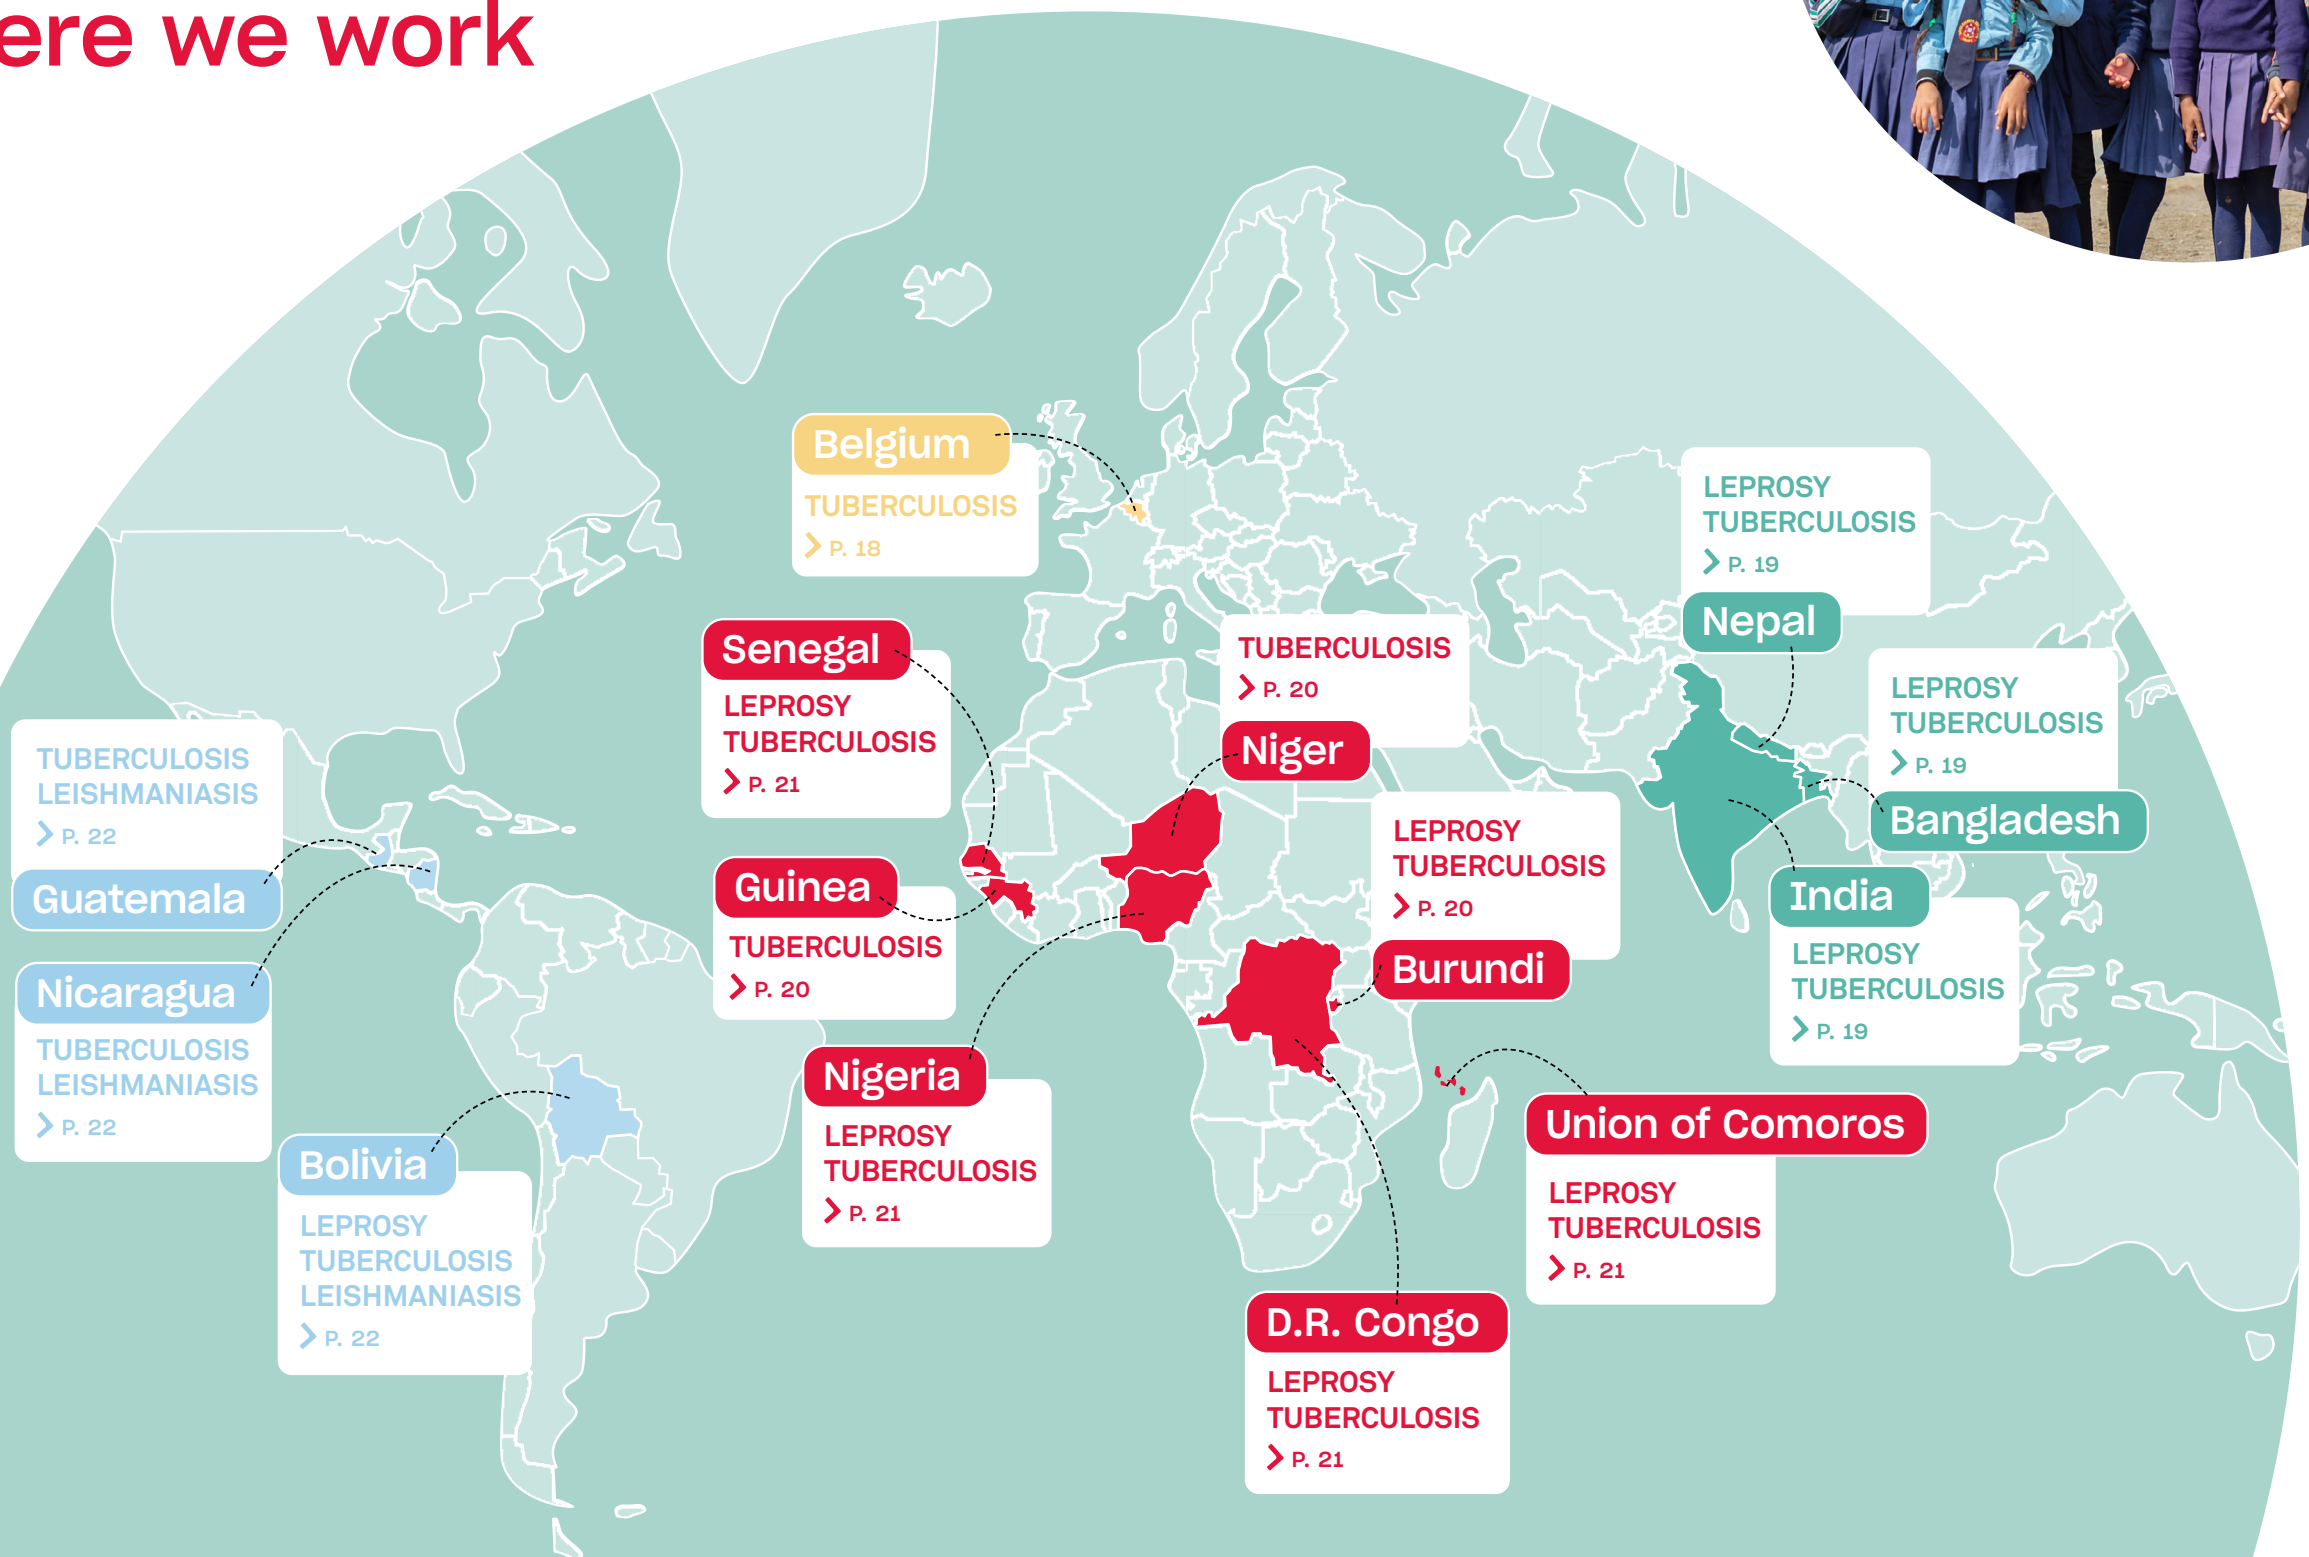 ere we work
Belgium
TUBERCULOSIS
P. 18
LEPROSY
TUBERCULOSIS
P. 19
Nepal
Senegal
LEPROSY
TUBERCULOSIS
P. 21
TUBERCULOSIS
P. 20
Niger
LEPROSY
TUBERCULOSIS
P. 19
Bangladesh
TUBERCULOSIS
LEISHMANIASIS
P. 22
Guatemala
Guinea
TUBERCULOSIS
P. 20
LEPROSY
TUBERCULOSIS
P. 20
Burundi
India
LEPROSY
TUBERCULOSIS
P. 19
Nicaragua
TUBERCULOSIS
LEISHMANIASIS
P. 22
Nigeria
LEPROSY
TUBERCULOSIS
P. 21
Union of Comoros
LEPROSY
TUBERCULOSIS
P. 21
Bolivia
LEPROSY
TUBERCULOSIS
LEISHMANIASIS
P. 22
D.R. Congo
LEPROSY
TUBERCULOSIS
P. 21